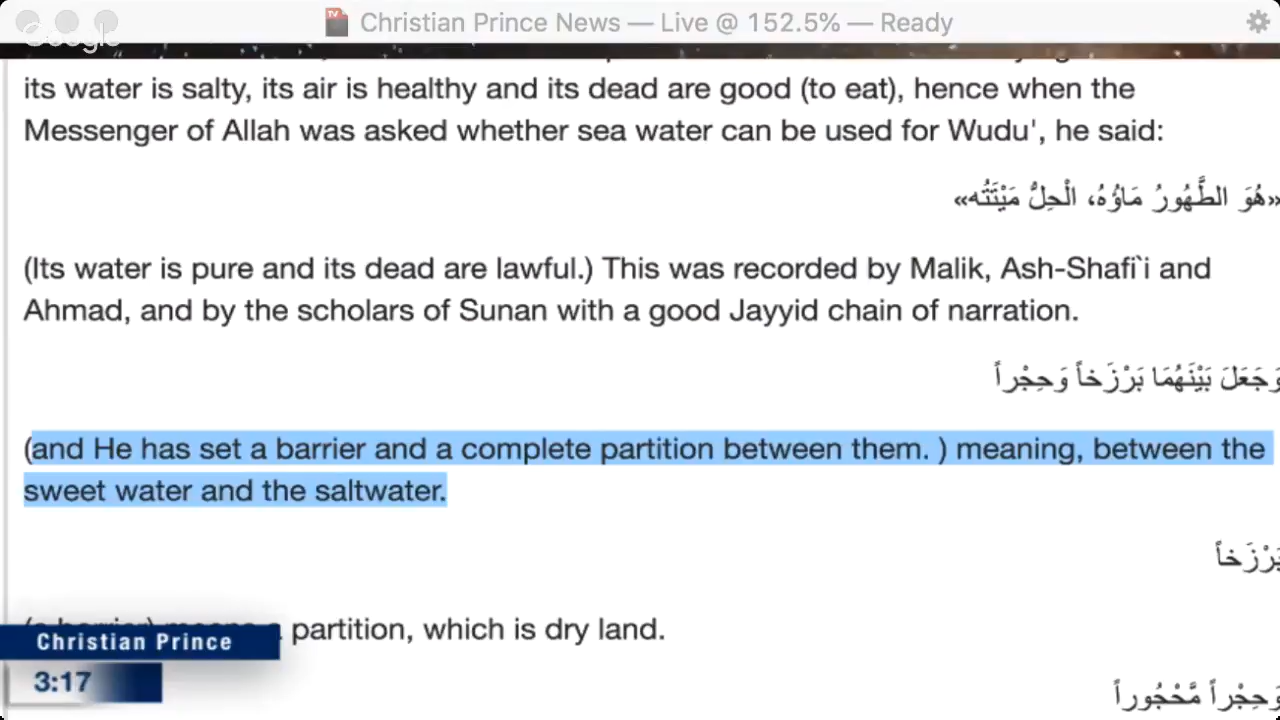 Christian Prince News — Live @ 152.5% — Ready
Google
its water is salty, its air is healthy and its dead are good (to eat), hence when the
Messenger of Allah was asked whether sea water can be used for Wudu', he said:
«هُوَ الطَّهُورُ مَاؤُهُ، الْحِلُّ مَيْتَتُه»
(Its water is pure and its dead are lawful.) This was recorded by Malik, Ash-Shafi`i and
Ahmad, and by the scholars of Sunan with a good Jayyid chain of narration.
وَجَعَلَ بَيْنَهُمَا بَرْزَخاً وَحِجْراً
(and He has set a barrier and a complete partition between them. ) meaning, between the
sweet water and the saltwater.
بَرْزَخاً
(a barrier) means a partition, which is dry land.
وَحِجْراً مَّحْجُوراً
Christian Prince
3:17